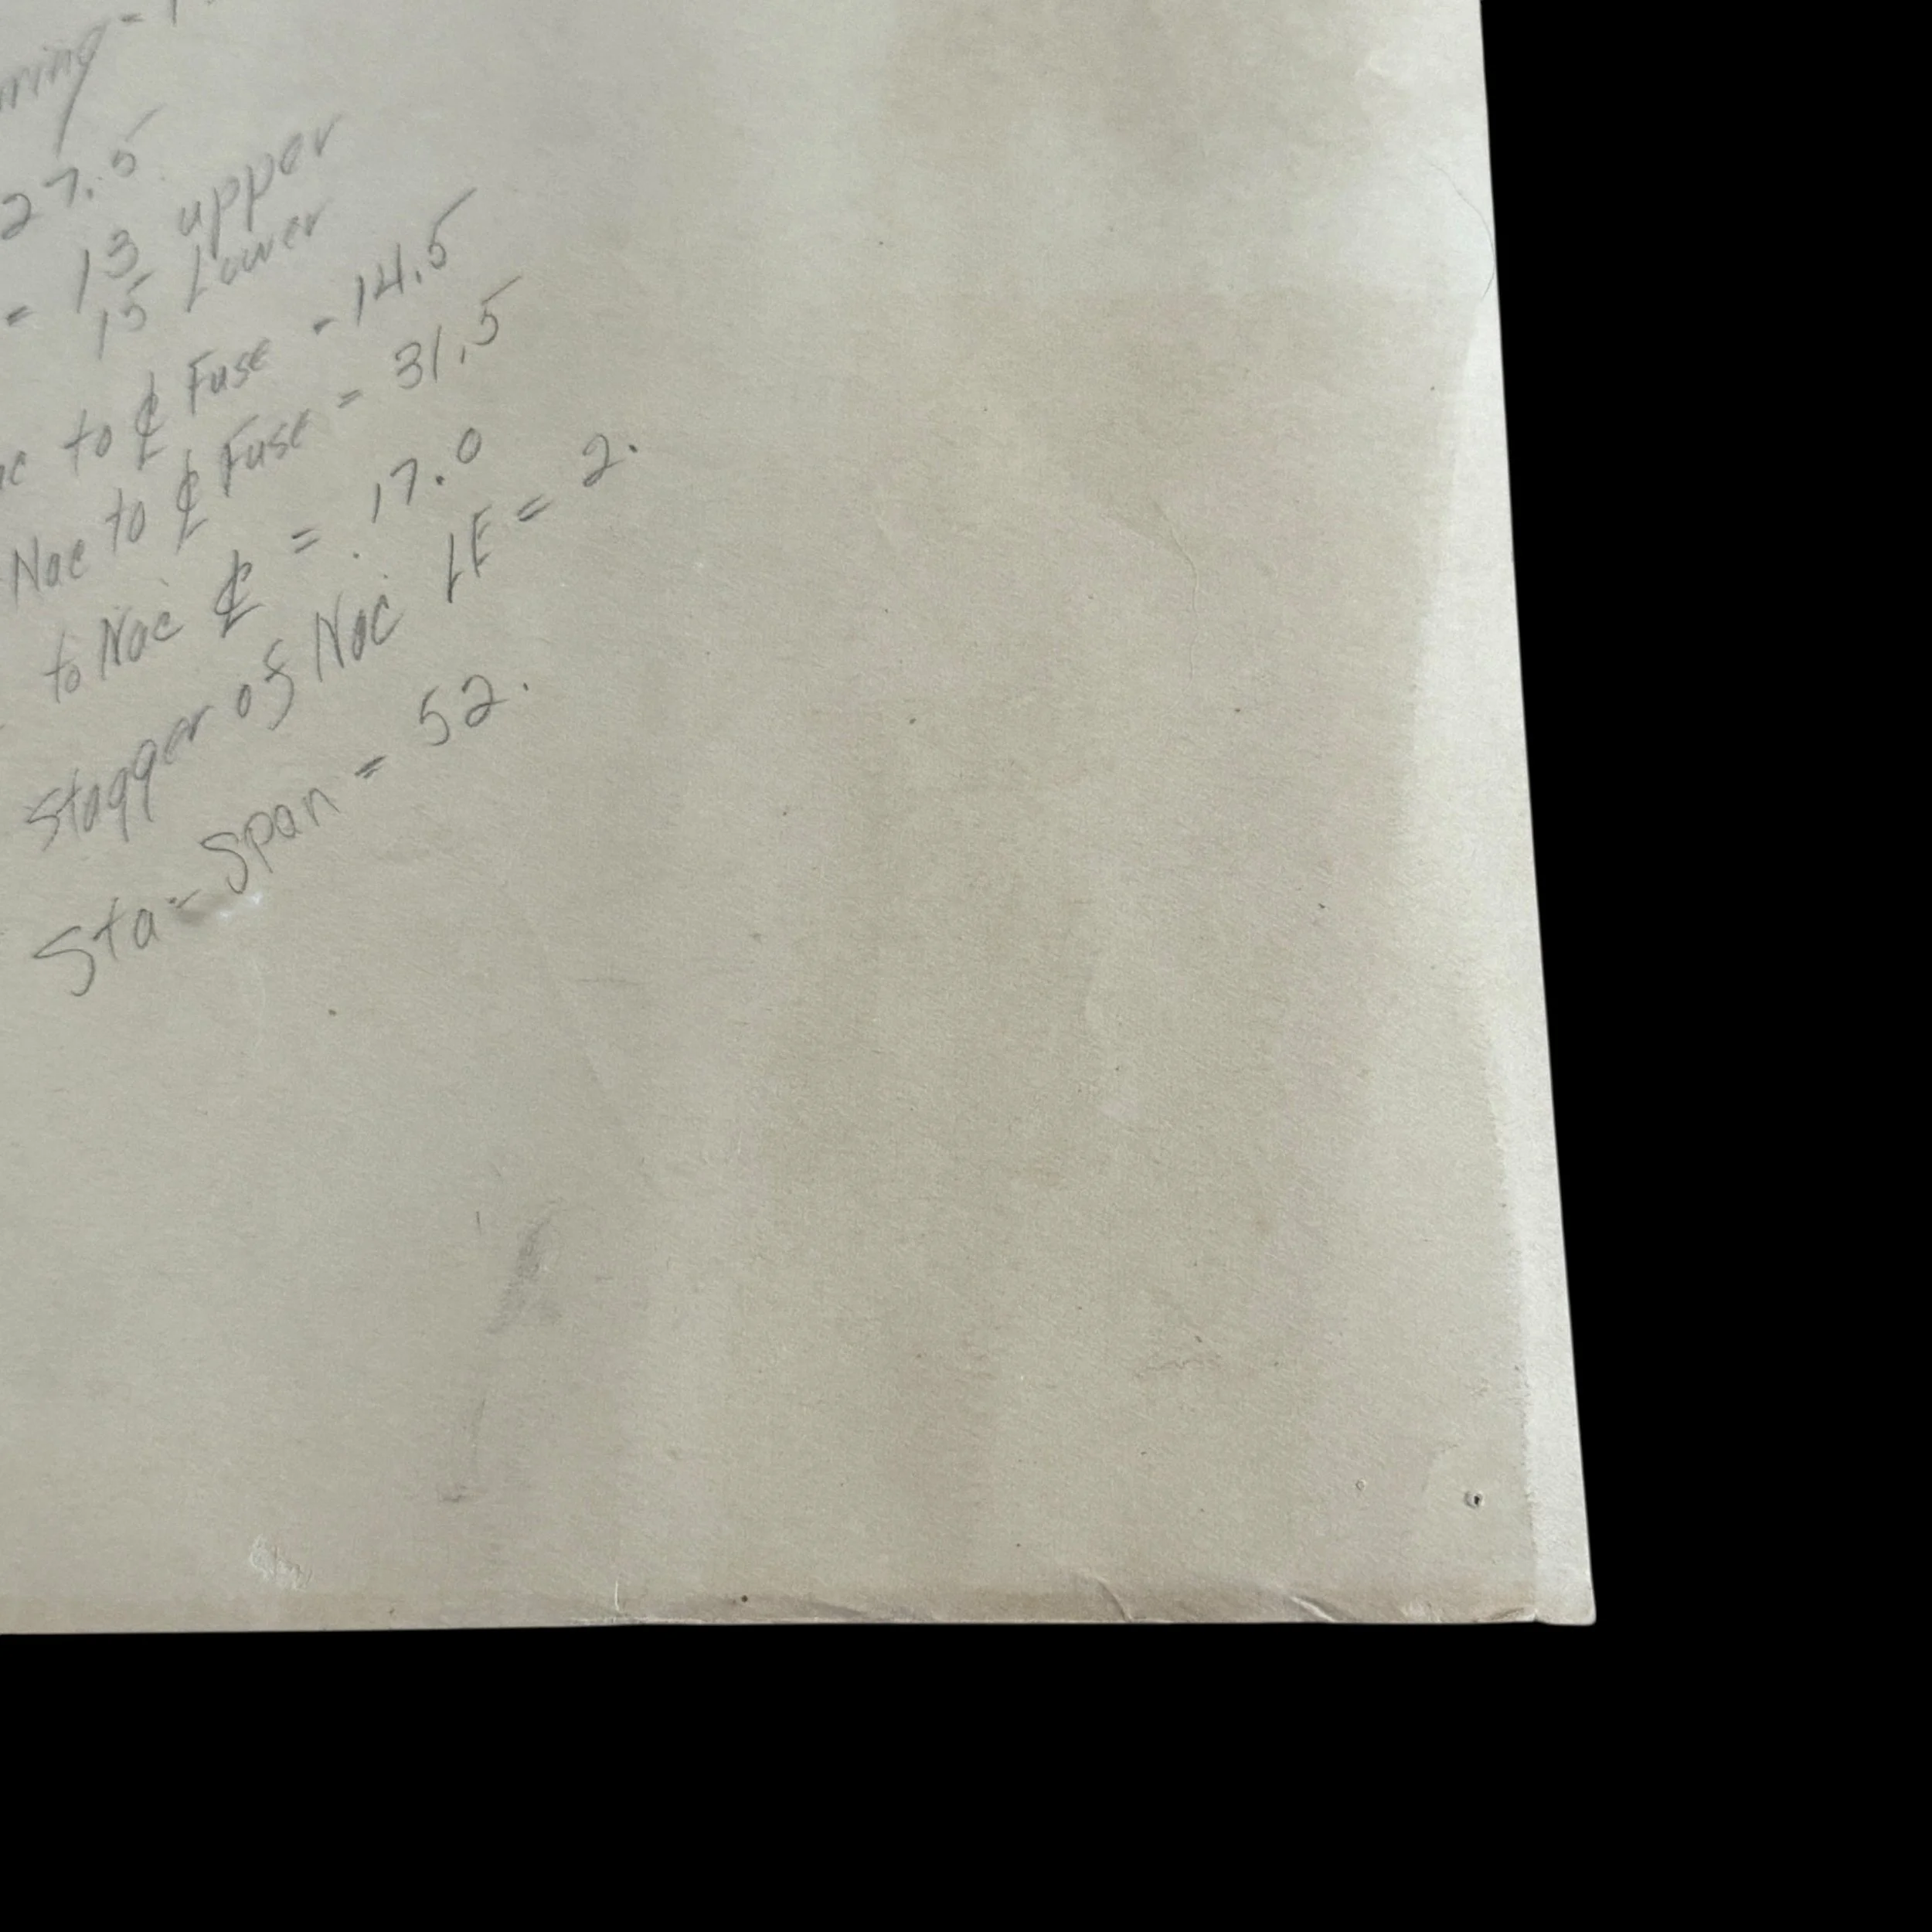 27.5
= 13 upper
15 Lower
to ℄ Fuse - 14.5
Nac to ℄ Fuse = 31.5
to Nac ℄ = 17.0
Stagger of Nac LE = 2.
Sta - Span = 52.